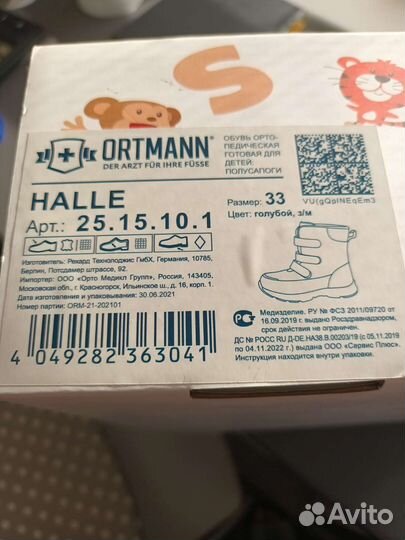 S
ORTMANN®
DER ARZT FÜR IHRE FÜSSE
ОБУВЬ ОРТО-
ПЕДИЧЕСКАЯ
ГОТОВАЯ ДЛЯ
ДЕТЕЙ:
ПОЛУСАПОГИ
VU(gQpINEqEm3
HALLE
Размер: 33
Арт.: 25.15.10.1
Цвет: голубой, з/м
Изготовитель: Рекард Технолоджис ГмбХ, Германия, 10785,
Берлин, Потсдамер штрассе, 92.
Импортер: ООО «Орто Медикл Групп», Россия, 143405,
Московская обл., г. Красногорск, Ильинское ш., д. 16, корп. 1.
Дата изготовления/выпуска: 30.06.2021
Номер партии: ORM-21-202101
4 049282 363041
Медизделие. РУ № ФСЗ 2011/09720 от
16.09.2019 г. выдано Росздравнадзором,
срок действия не ограничен.
ДС № РОСС RU Д-DE.НА38.В.00203/19 (с 05.11.2019
по 04.11.2022 г.) выдана ООО «Сервис Плюс».
Инструкция находится внутри упаковки.
Avito